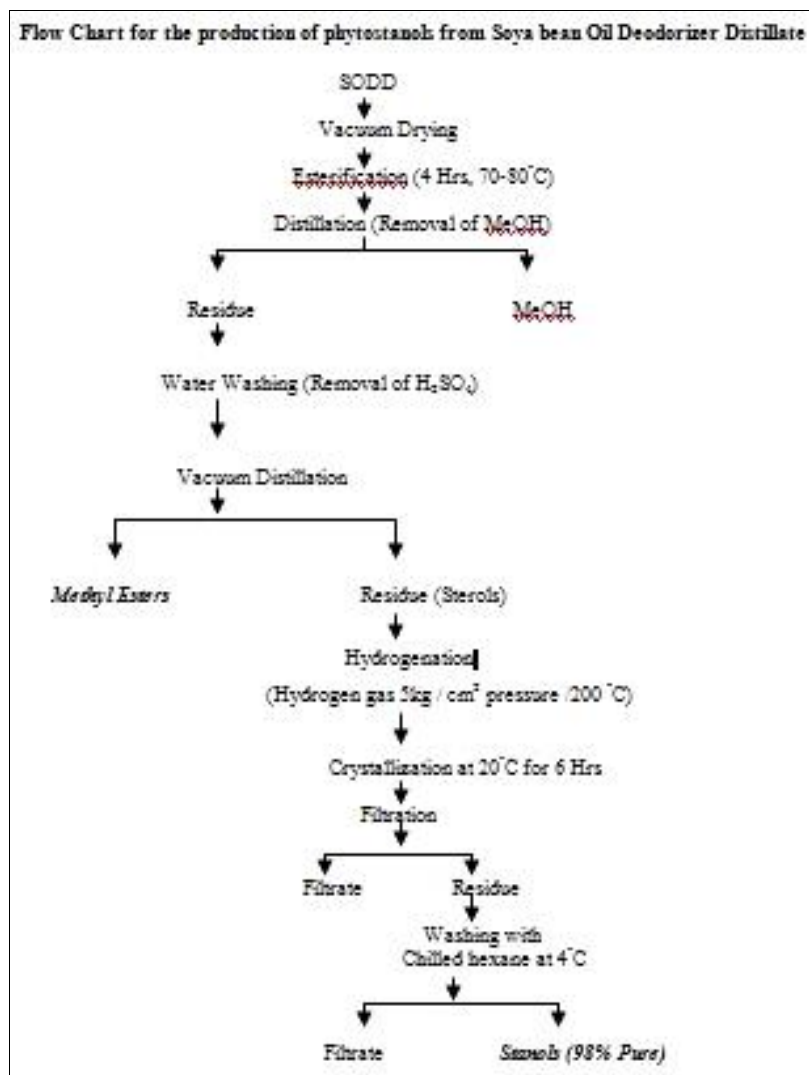 Flow Chart for the production of phytostanols from Soya bean Oil Deodorizer Distillate
SODD
Vacuum Drying
Esterification (4 Hrs, 70-80°C)
Distillation (Removal of MeOH)
Residue
MeOH
Water Washing (Removal of H₂SO₄)
Vacuum Distillation
Methyl Esters
Residue (Sterols)
Hydrogenation
(Hydrogen gas 5kg / cm² pressure /200 °C)
Crystallization at 20°C for 6 Hrs
Filtration
Filtrate
Residue
Washing with
Chilled hexane at 4°C
Filtrate
Stanols (98% Pure)